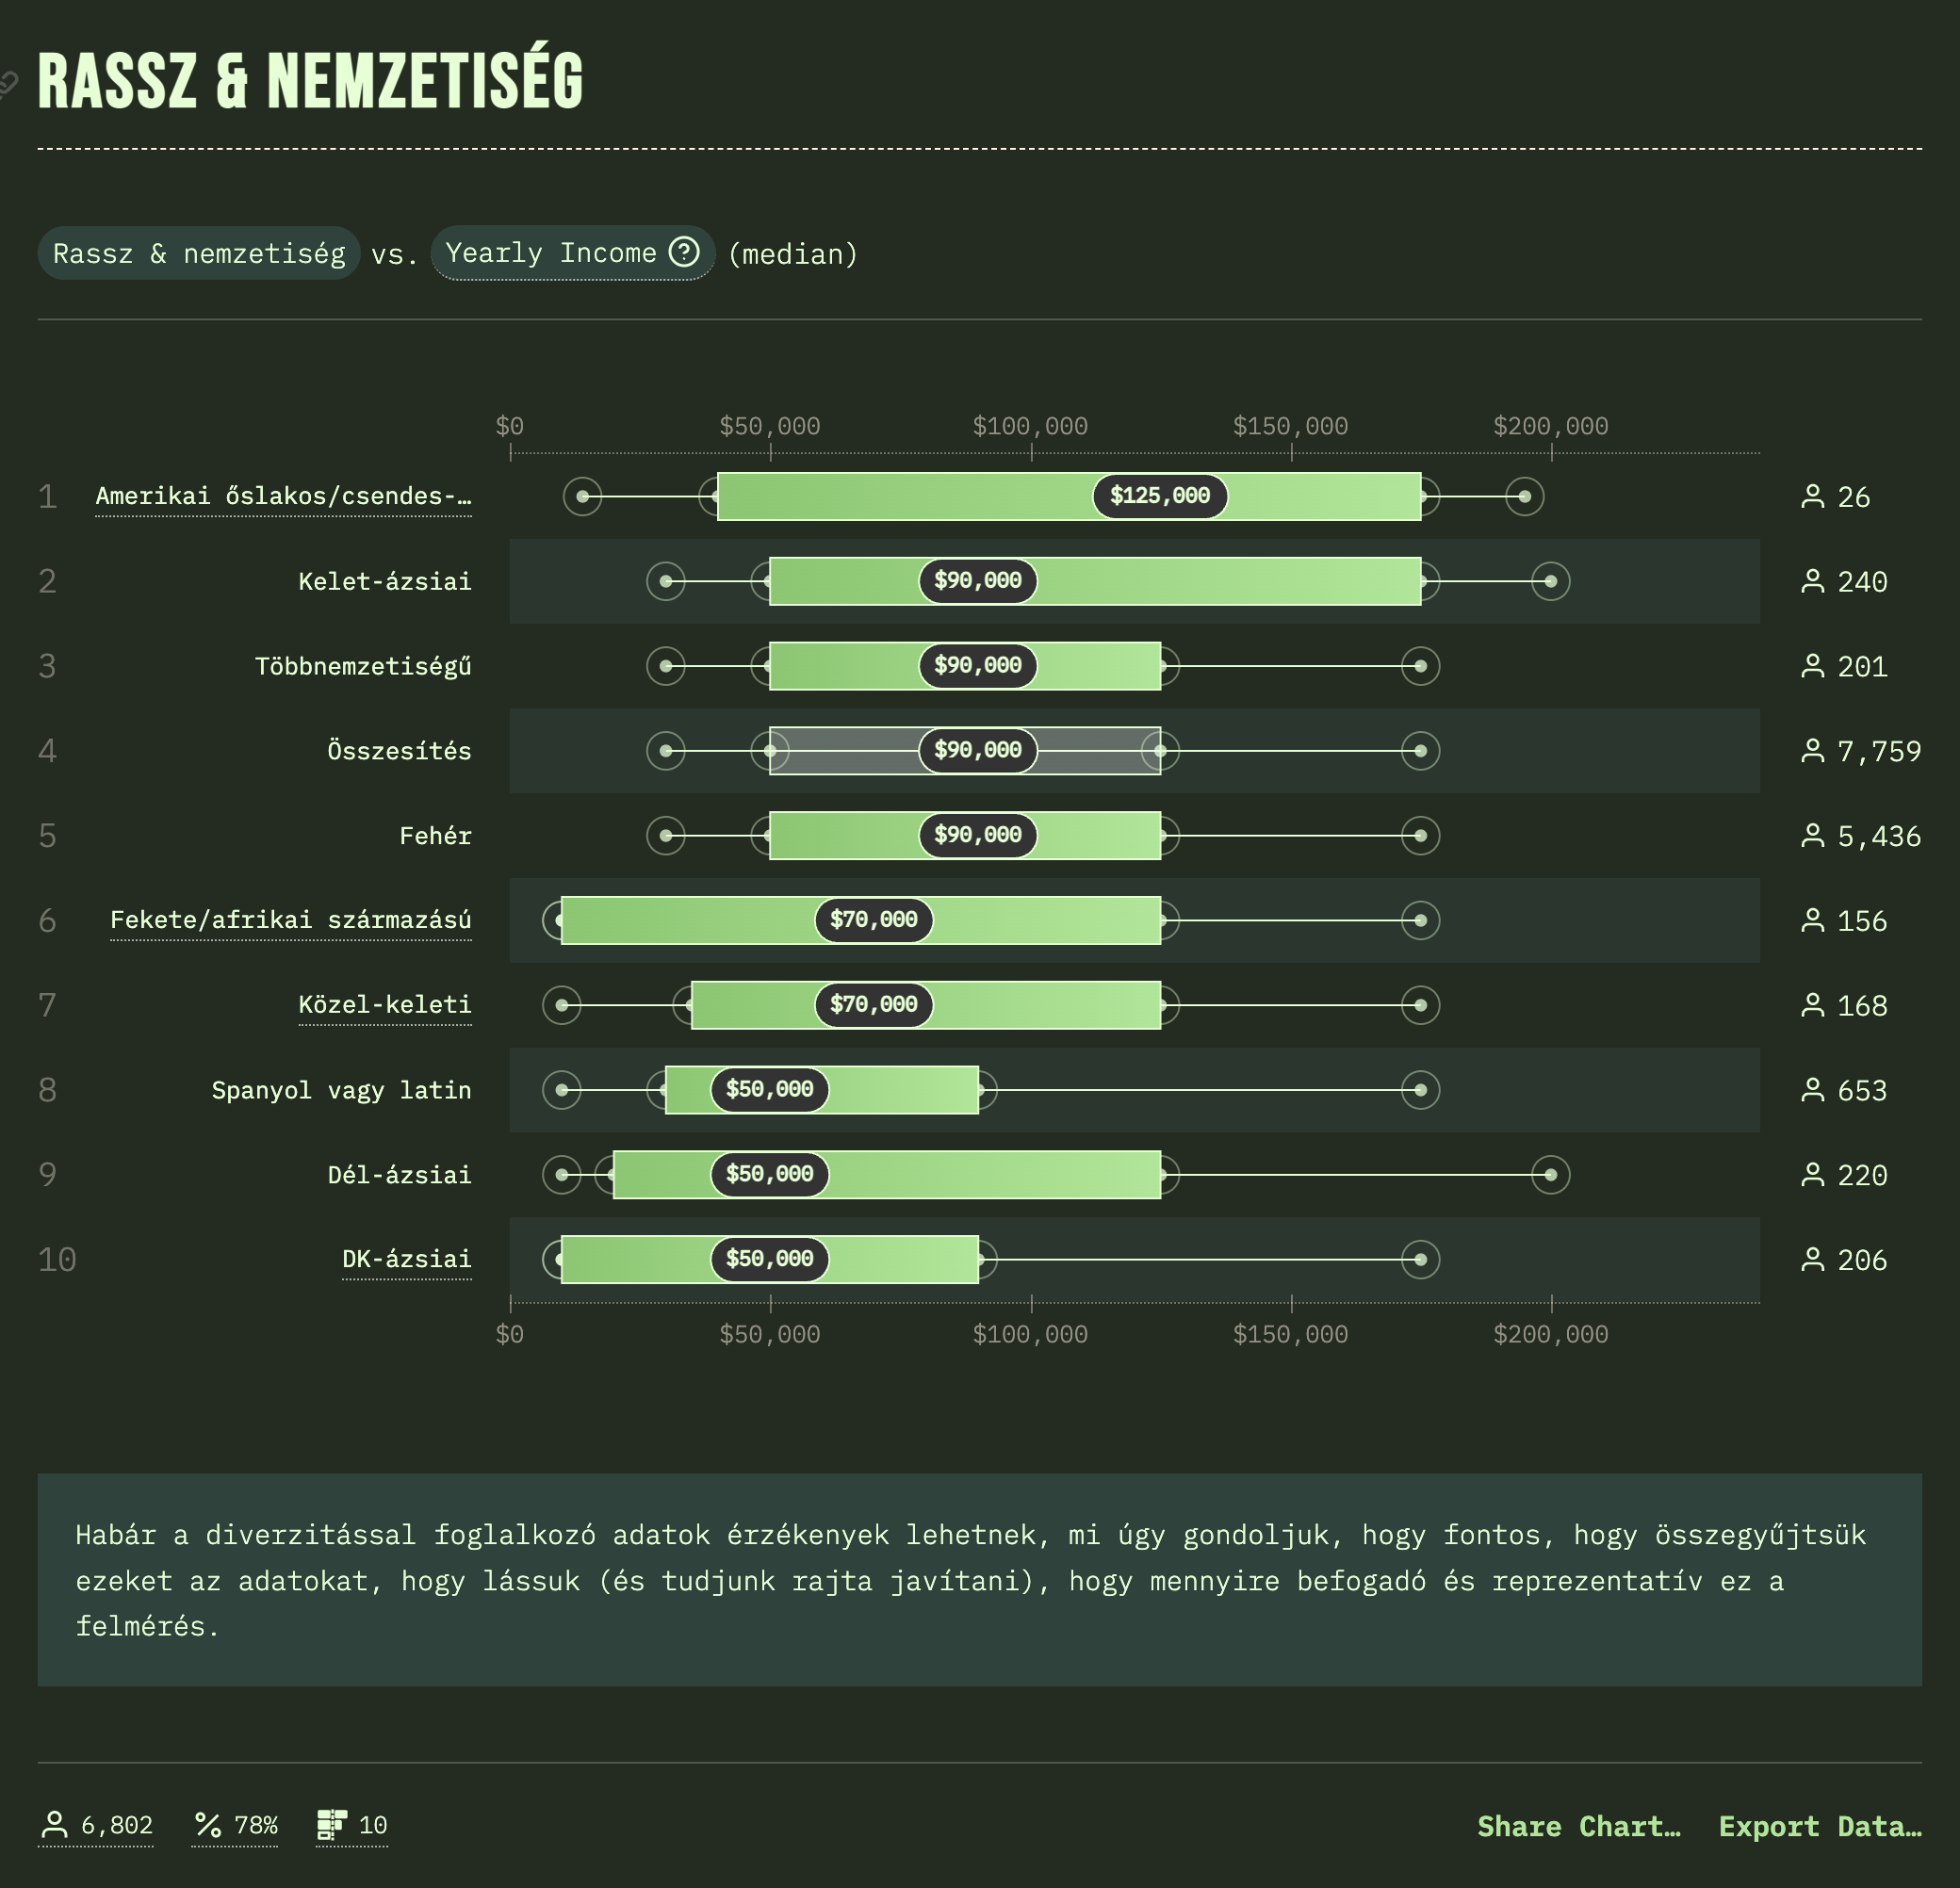 RASSZ & NEMZETISÉG
Rassz & nemzetiség vs. Yearly Income ? (median)
$0 $50,000 $100,000 $150,000 $200,000
1 Amerikai őslakos/csendes-… $125,000 26
2 Kelet-ázsiai $90,000 240
3 Többnemzetiségű $90,000 201
4 Összesítés $90,000 7,759
5 Fehér $90,000 5,436
6 Fekete/afrikai származású $70,000 156
7 Közel-keleti $70,000 168
8 Spanyol vagy latin $50,000 653
9 Dél-ázsiai $50,000 220
10 DK-ázsiai $50,000 206
$0 $50,000 $100,000 $150,000 $200,000
Habár a diverzitással foglalkozó adatok érzékenyek lehetnek, mi úgy gondoljuk, hogy fontos, hogy összegyűjtsük
ezeket az adatokat, hogy lássuk (és tudjunk rajta javítani), hogy mennyire befogadó és reprezentatív ez a
felmérés.
6,802 78% 10 Share Chart… Export Data…